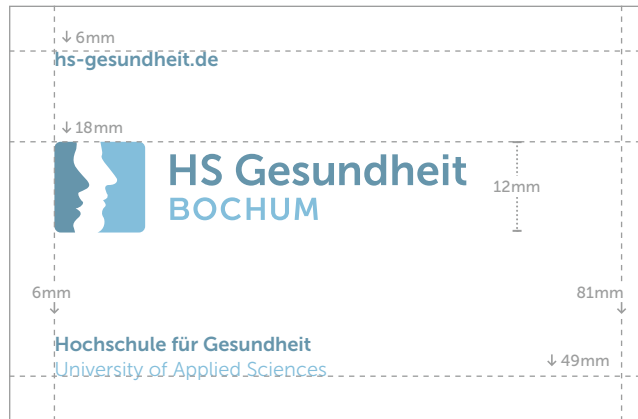 ↓ 6mm
hs-gesundheit.de
↓ 18mm
HS Gesundheit
BOCHUM
12mm
6mm
↓
81mm
↓
Hochschule für Gesundheit
↓ 49mm
University of Applied Sciences